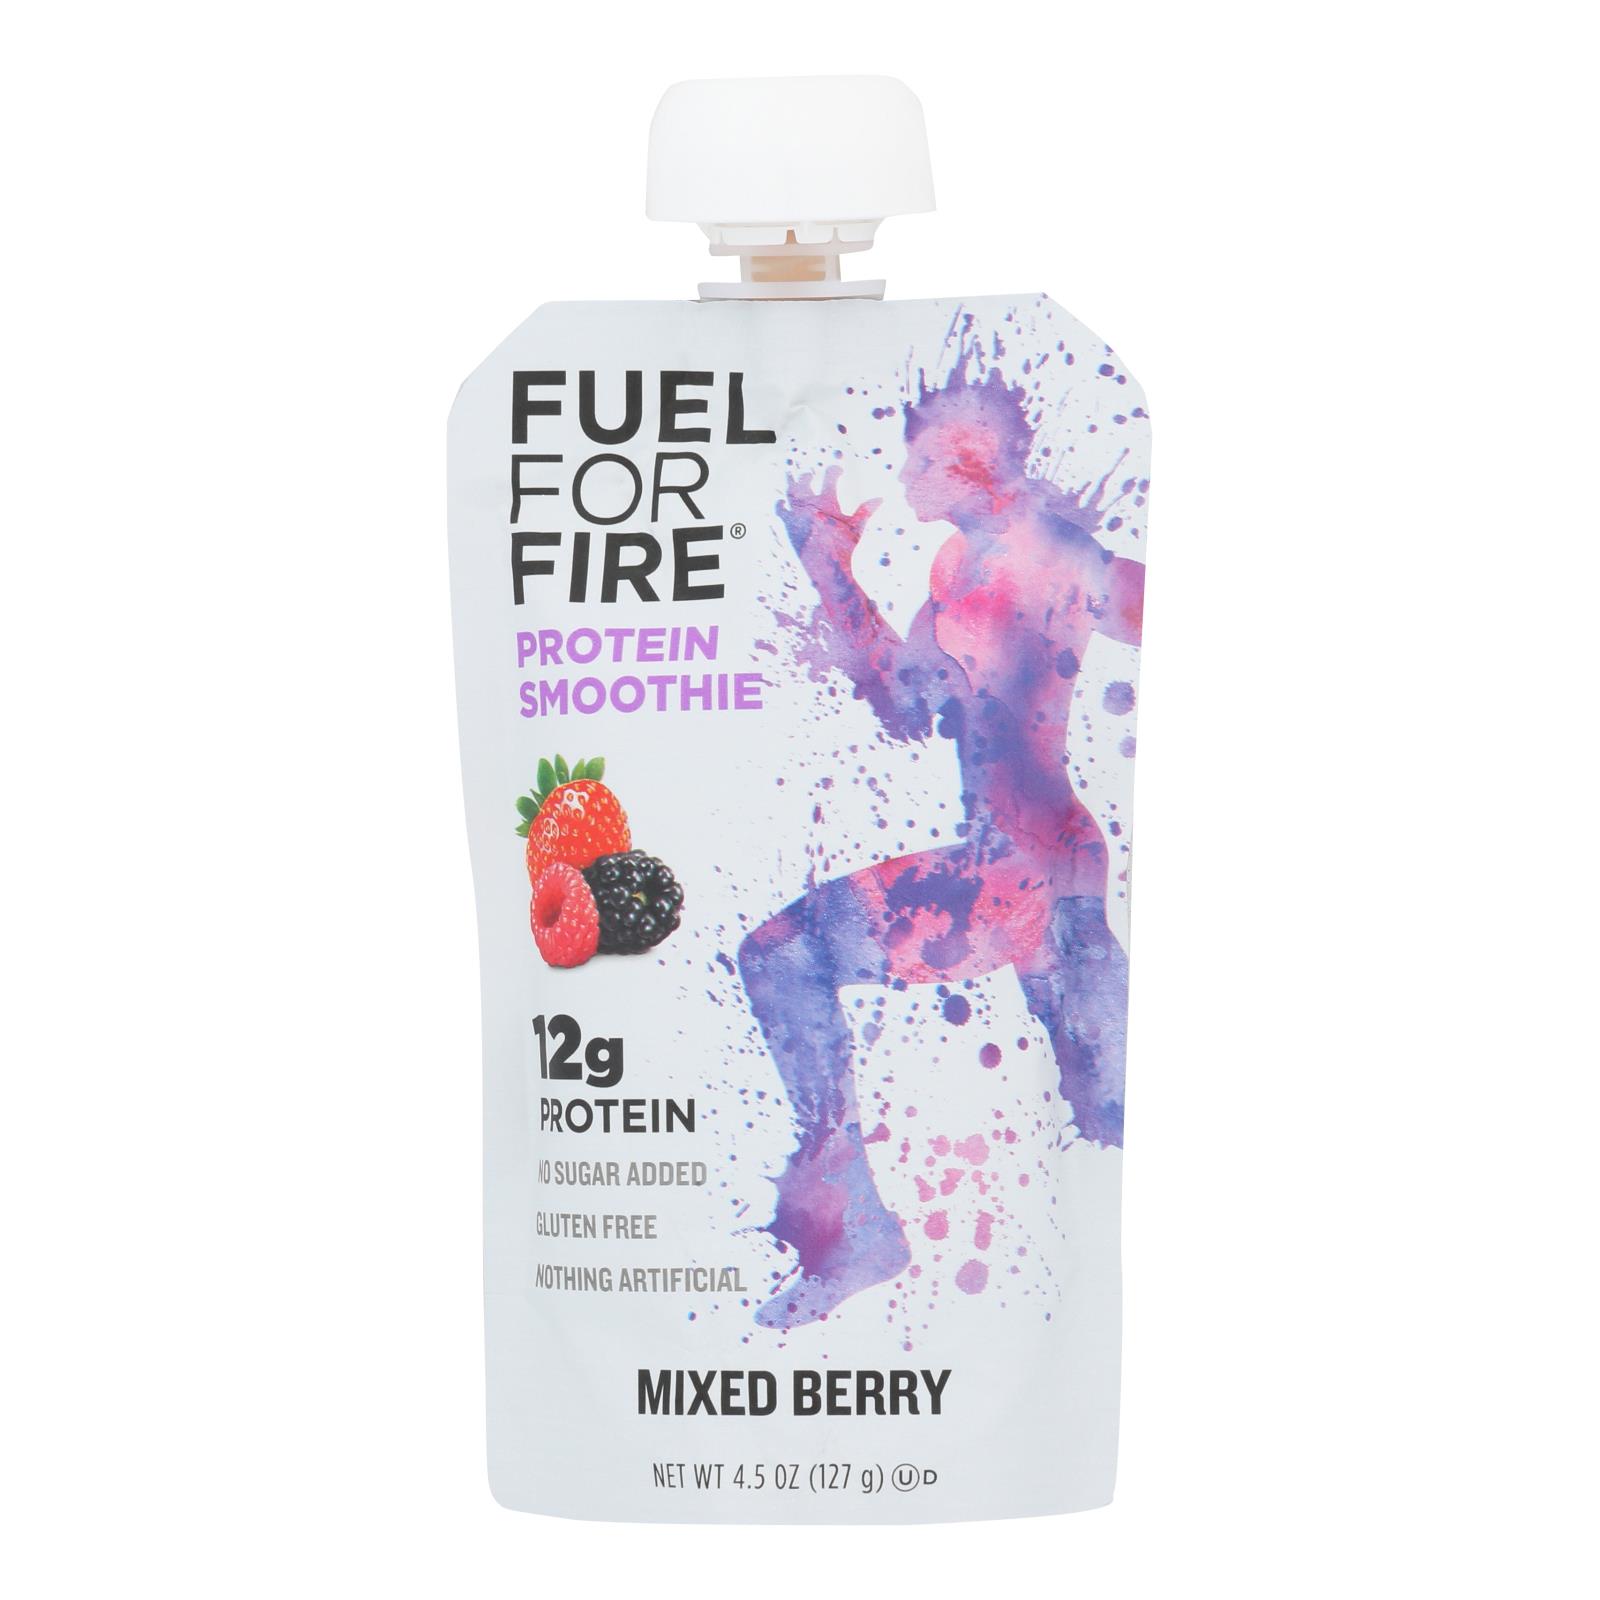 FUEL
FOR
FIRE®
PROTEIN
SMOOTHIE
12g
PROTEIN
NO SUGAR ADDED
GLUTEN FREE
NOTHING ARTIFICIAL
MIXED BERRY
NET WT 4.5 OZ (127 g) Ⓤ D